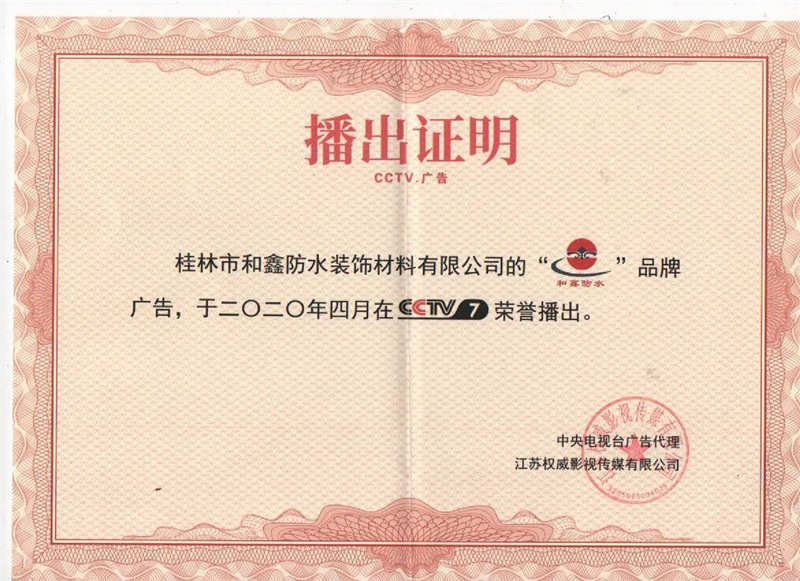 播出证明
CCTV.广告
桂林市和鑫防水装饰材料有限公司的“和鑫防水”品牌
广告，于二〇二〇年四月在CCTV 7荣誉播出。
中央电视台广告代理
江苏权威影视传媒有限公司